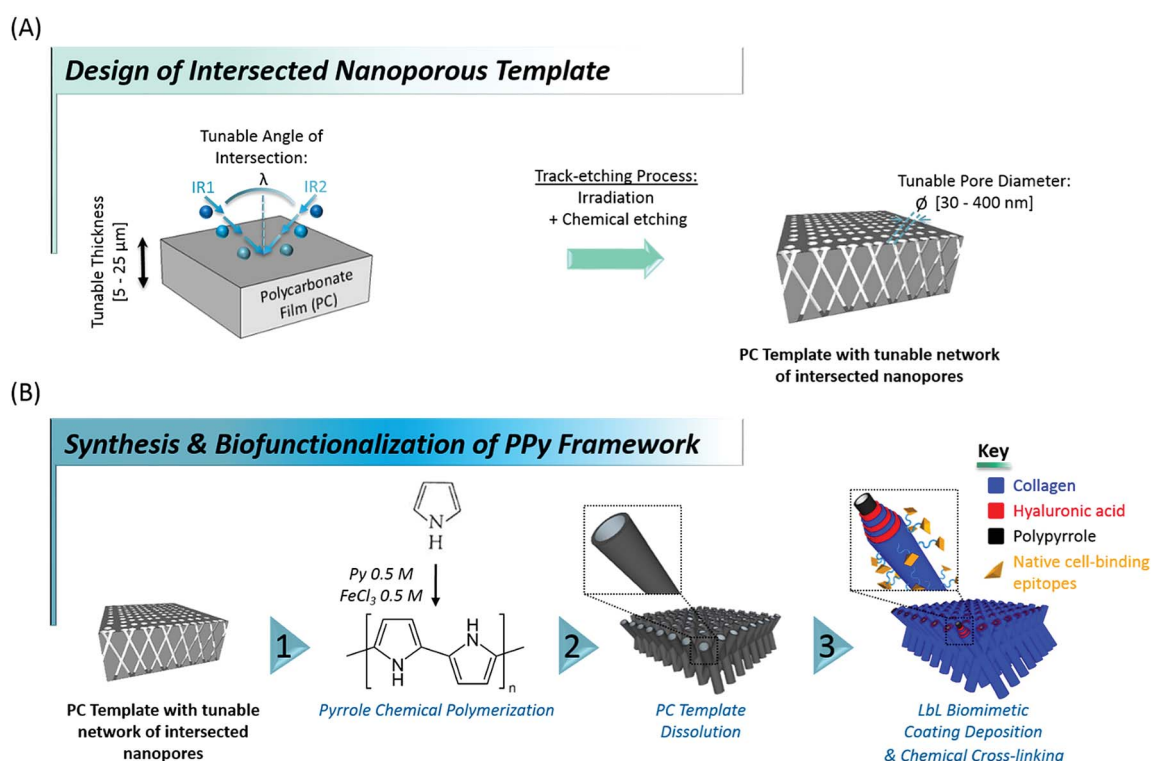 (A)
Design of Intersected Nanoporous Template
Tunable Angle of
Intersection:
λ
IR1
IR2
Tunable Thickness
[5 - 25 μm]
Polycarbonate
Film (PC)
Track-etching Process:
Irradiation
+ Chemical etching
Tunable Pore Diameter:
Ø [30 - 400 nm]
PC Template with tunable network
of intersected nanopores
(B)
Synthesis & Biofunctionalization of PPy Framework
Key
Collagen
Hyaluronic acid
Polypyrrole
Native cell-binding
epitopes
N
H
Py 0.5 M
FeCl3 0.5 M
H
N
N
H
n
1
2
3
PC Template with tunable
network of intersected
nanopores
Pyrrole Chemical Polymerization
PC Template
Dissolution
LbL Biomimetic
Coating Deposition
& Chemical Cross-linking